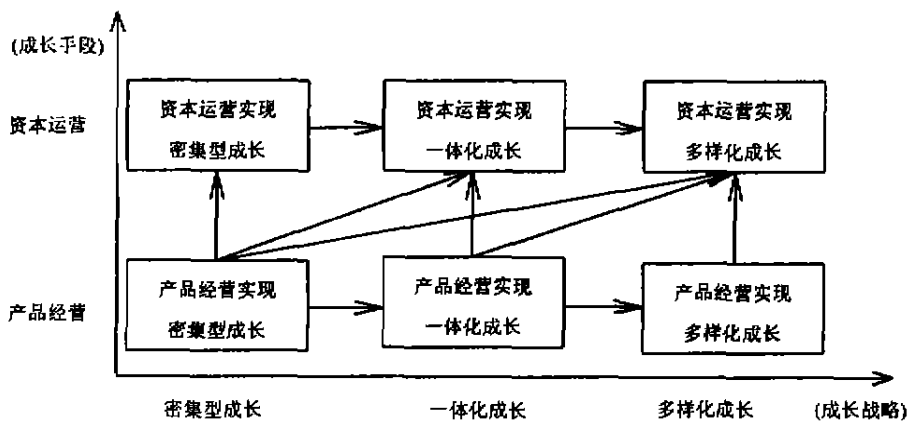 (成长手段)
资本运营
资本运营实现
密集型成长
资本运营实现
一体化成长
资本运营实现
多样化成长
产品经营
产品经营实现
密集型成长
产品经营实现
一体化成长
产品经营实现
多样化成长
密集型成长
一体化成长
多样化成长
(成长战略)